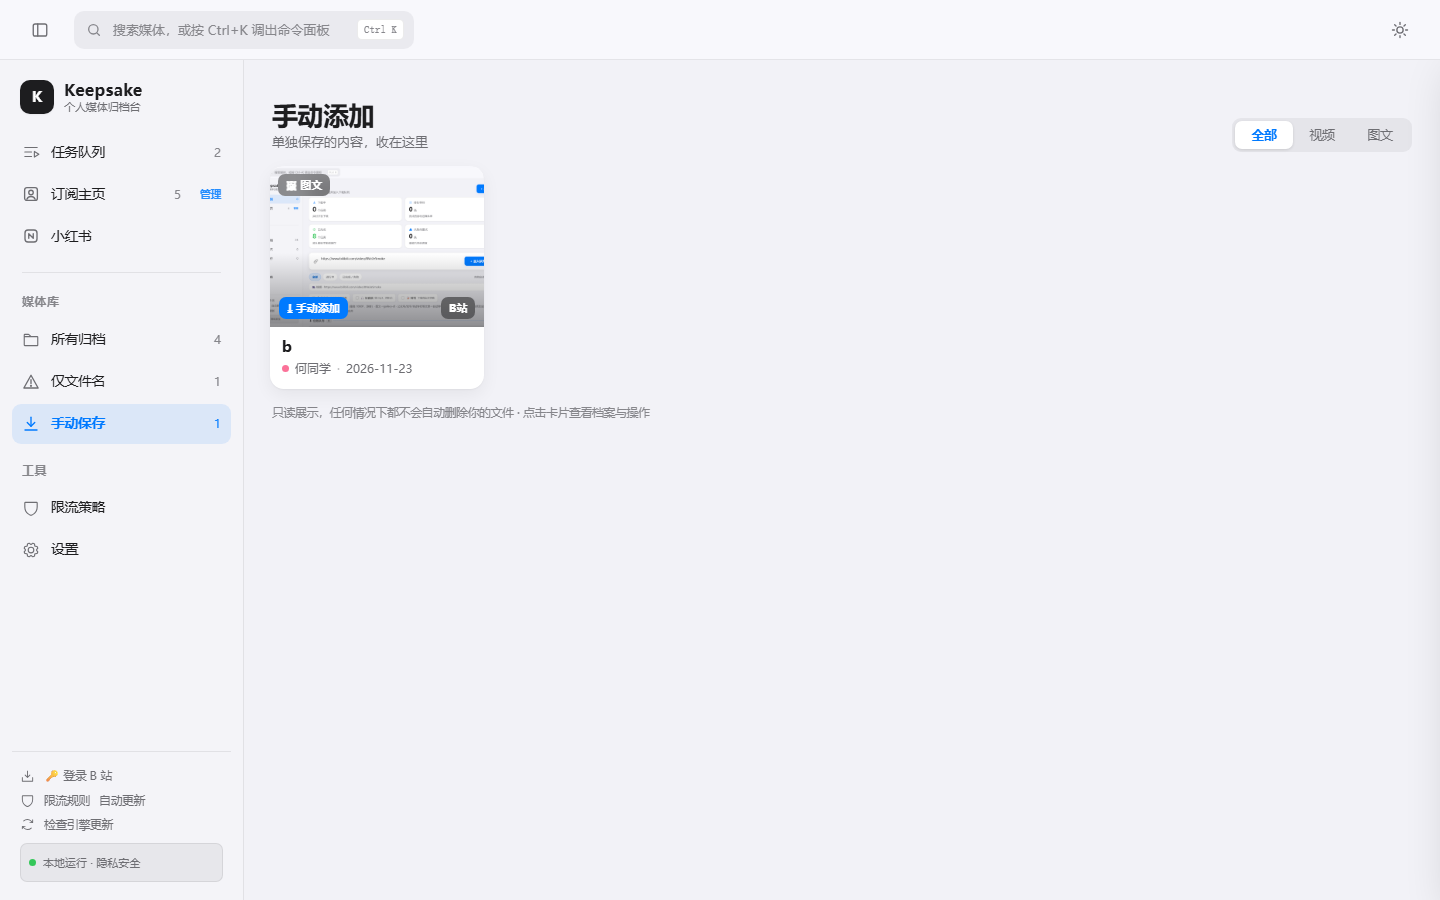 搜索媒体，或按 Ctrl+K 调出命令面板
Ctrl K
K
Keepsake
个人媒体归档台
任务队列 2
订阅主页 5 管理
小红书
媒体库
所有归档 4
仅文件名 1
手动保存 1
工具
限流策略
设置
🔑 登录 B 站
限流规则 自动更新
检查引擎更新
本地运行 · 隐私安全
手动添加
单独保存的内容，收在这里
全部 视频 图文
图文
手动添加
B站
b
何同学 · 2026-11-23
只读展示，任何情况下都不会自动删除你的文件 · 点击卡片查看档案与操作